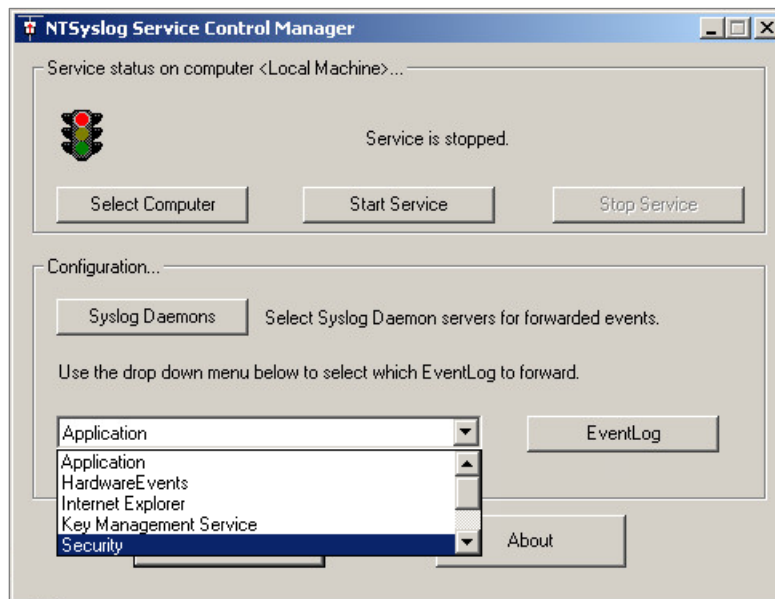 NTSyslog Service Control Manager
Service status on computer <Local Machine>...
Service is stopped.
Select Computer Start Service Stop Service
Configuration...
Syslog Daemons Select Syslog Daemon servers for forwarded events.
Use the drop down menu below to select which EventLog to forward.
Application EventLog
Application
HardwareEvents
Internet Explorer
Key Management Service
Security
About